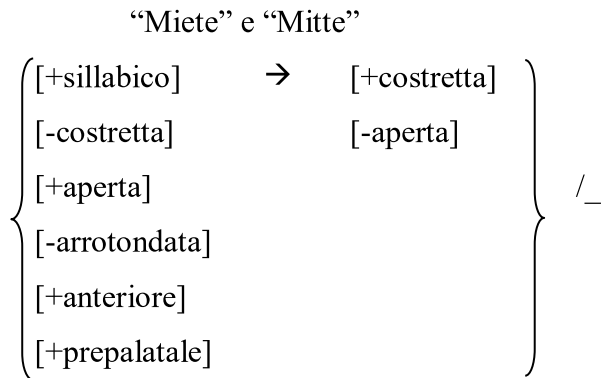 “Miete” e “Mitte”
[+sillabico] → [+costretta]
[-costretta] [-aperta]
[+aperta] /_
[-arrotondata]
[+anteriore]
[+prepalatale]